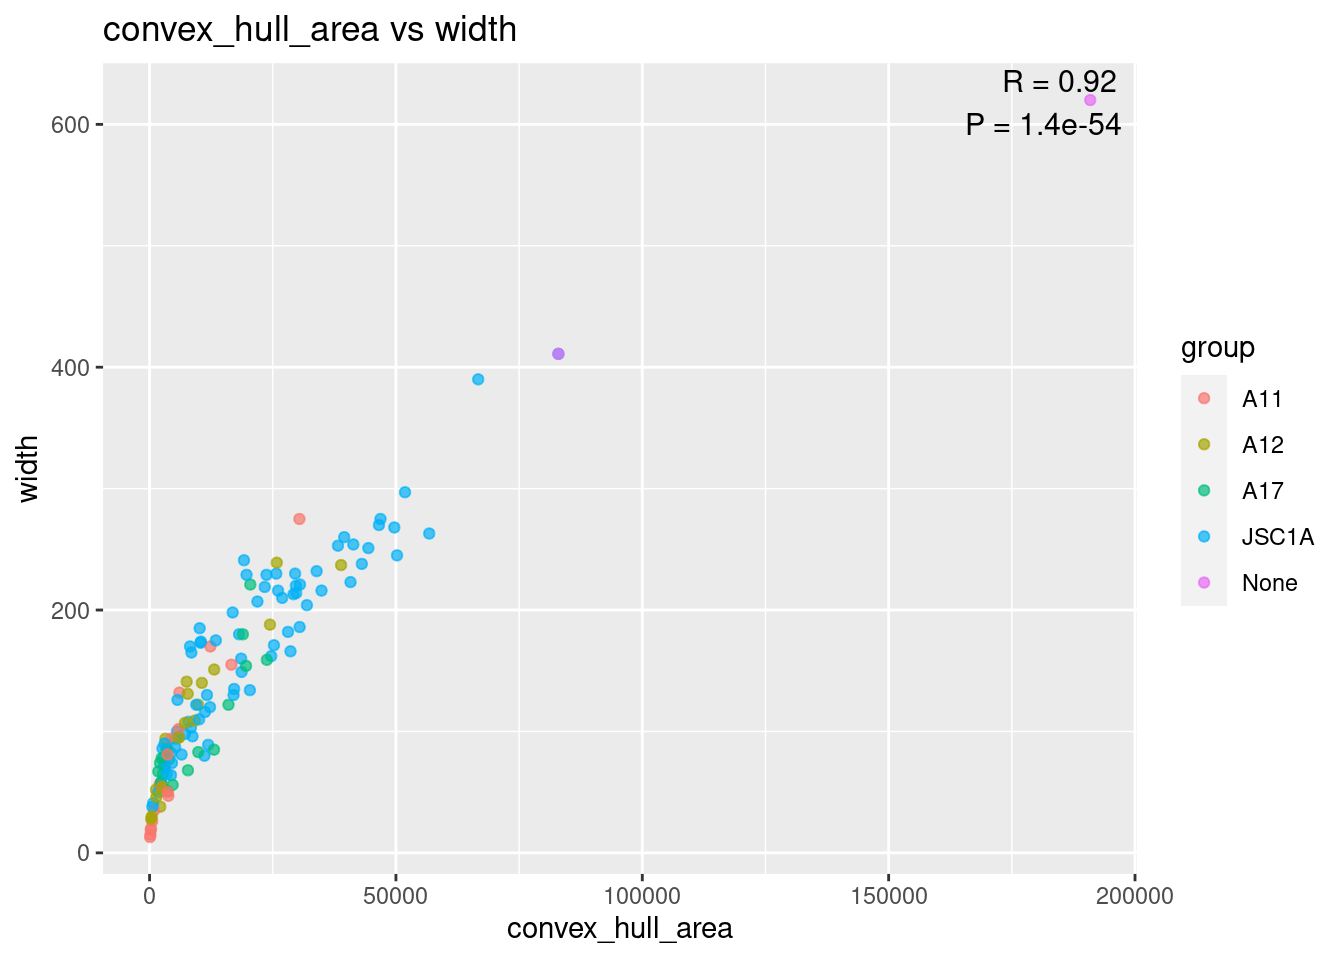 convex_hull_area vs width
R = 0.92
P = 1.4e-54
600
400
200
0
width
0
50000
100000
150000
200000
convex_hull_area
group
A11
A12
A17
JSC1A
None